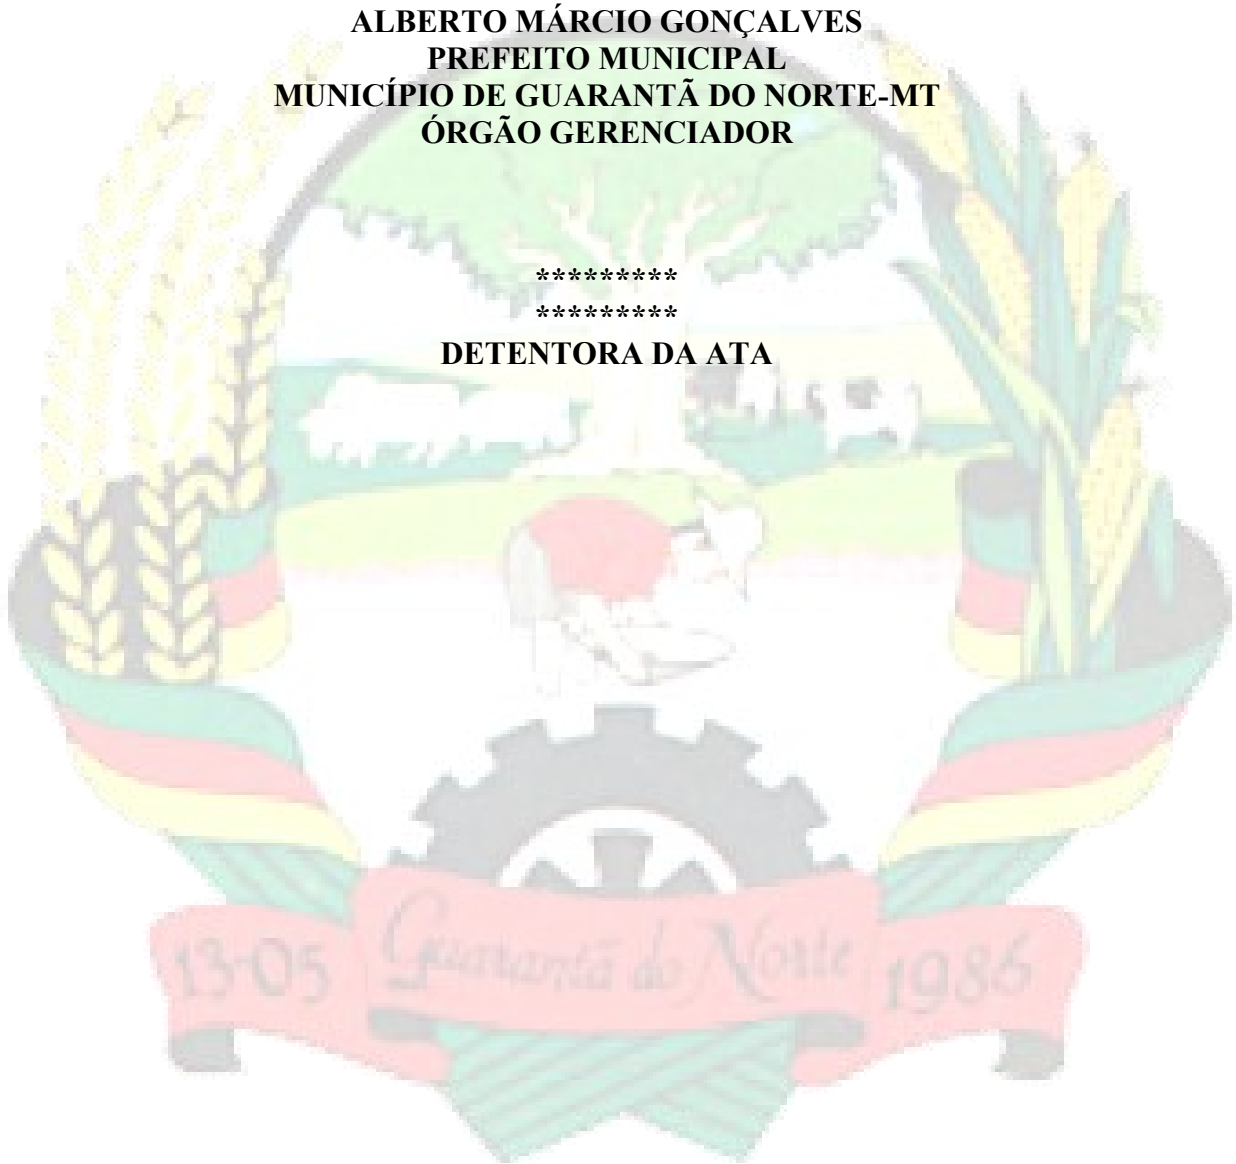 ALBERTO MÁRCIO GONÇALVES
PREFEITO MUNICIPAL
MUNICÍPIO DE GUARANTÃ DO NORTE-MT
ÓRGÃO GERENCIADOR
*********
*********
DETENTORA DA ATA
13-05 Guarantã do Norte 1986